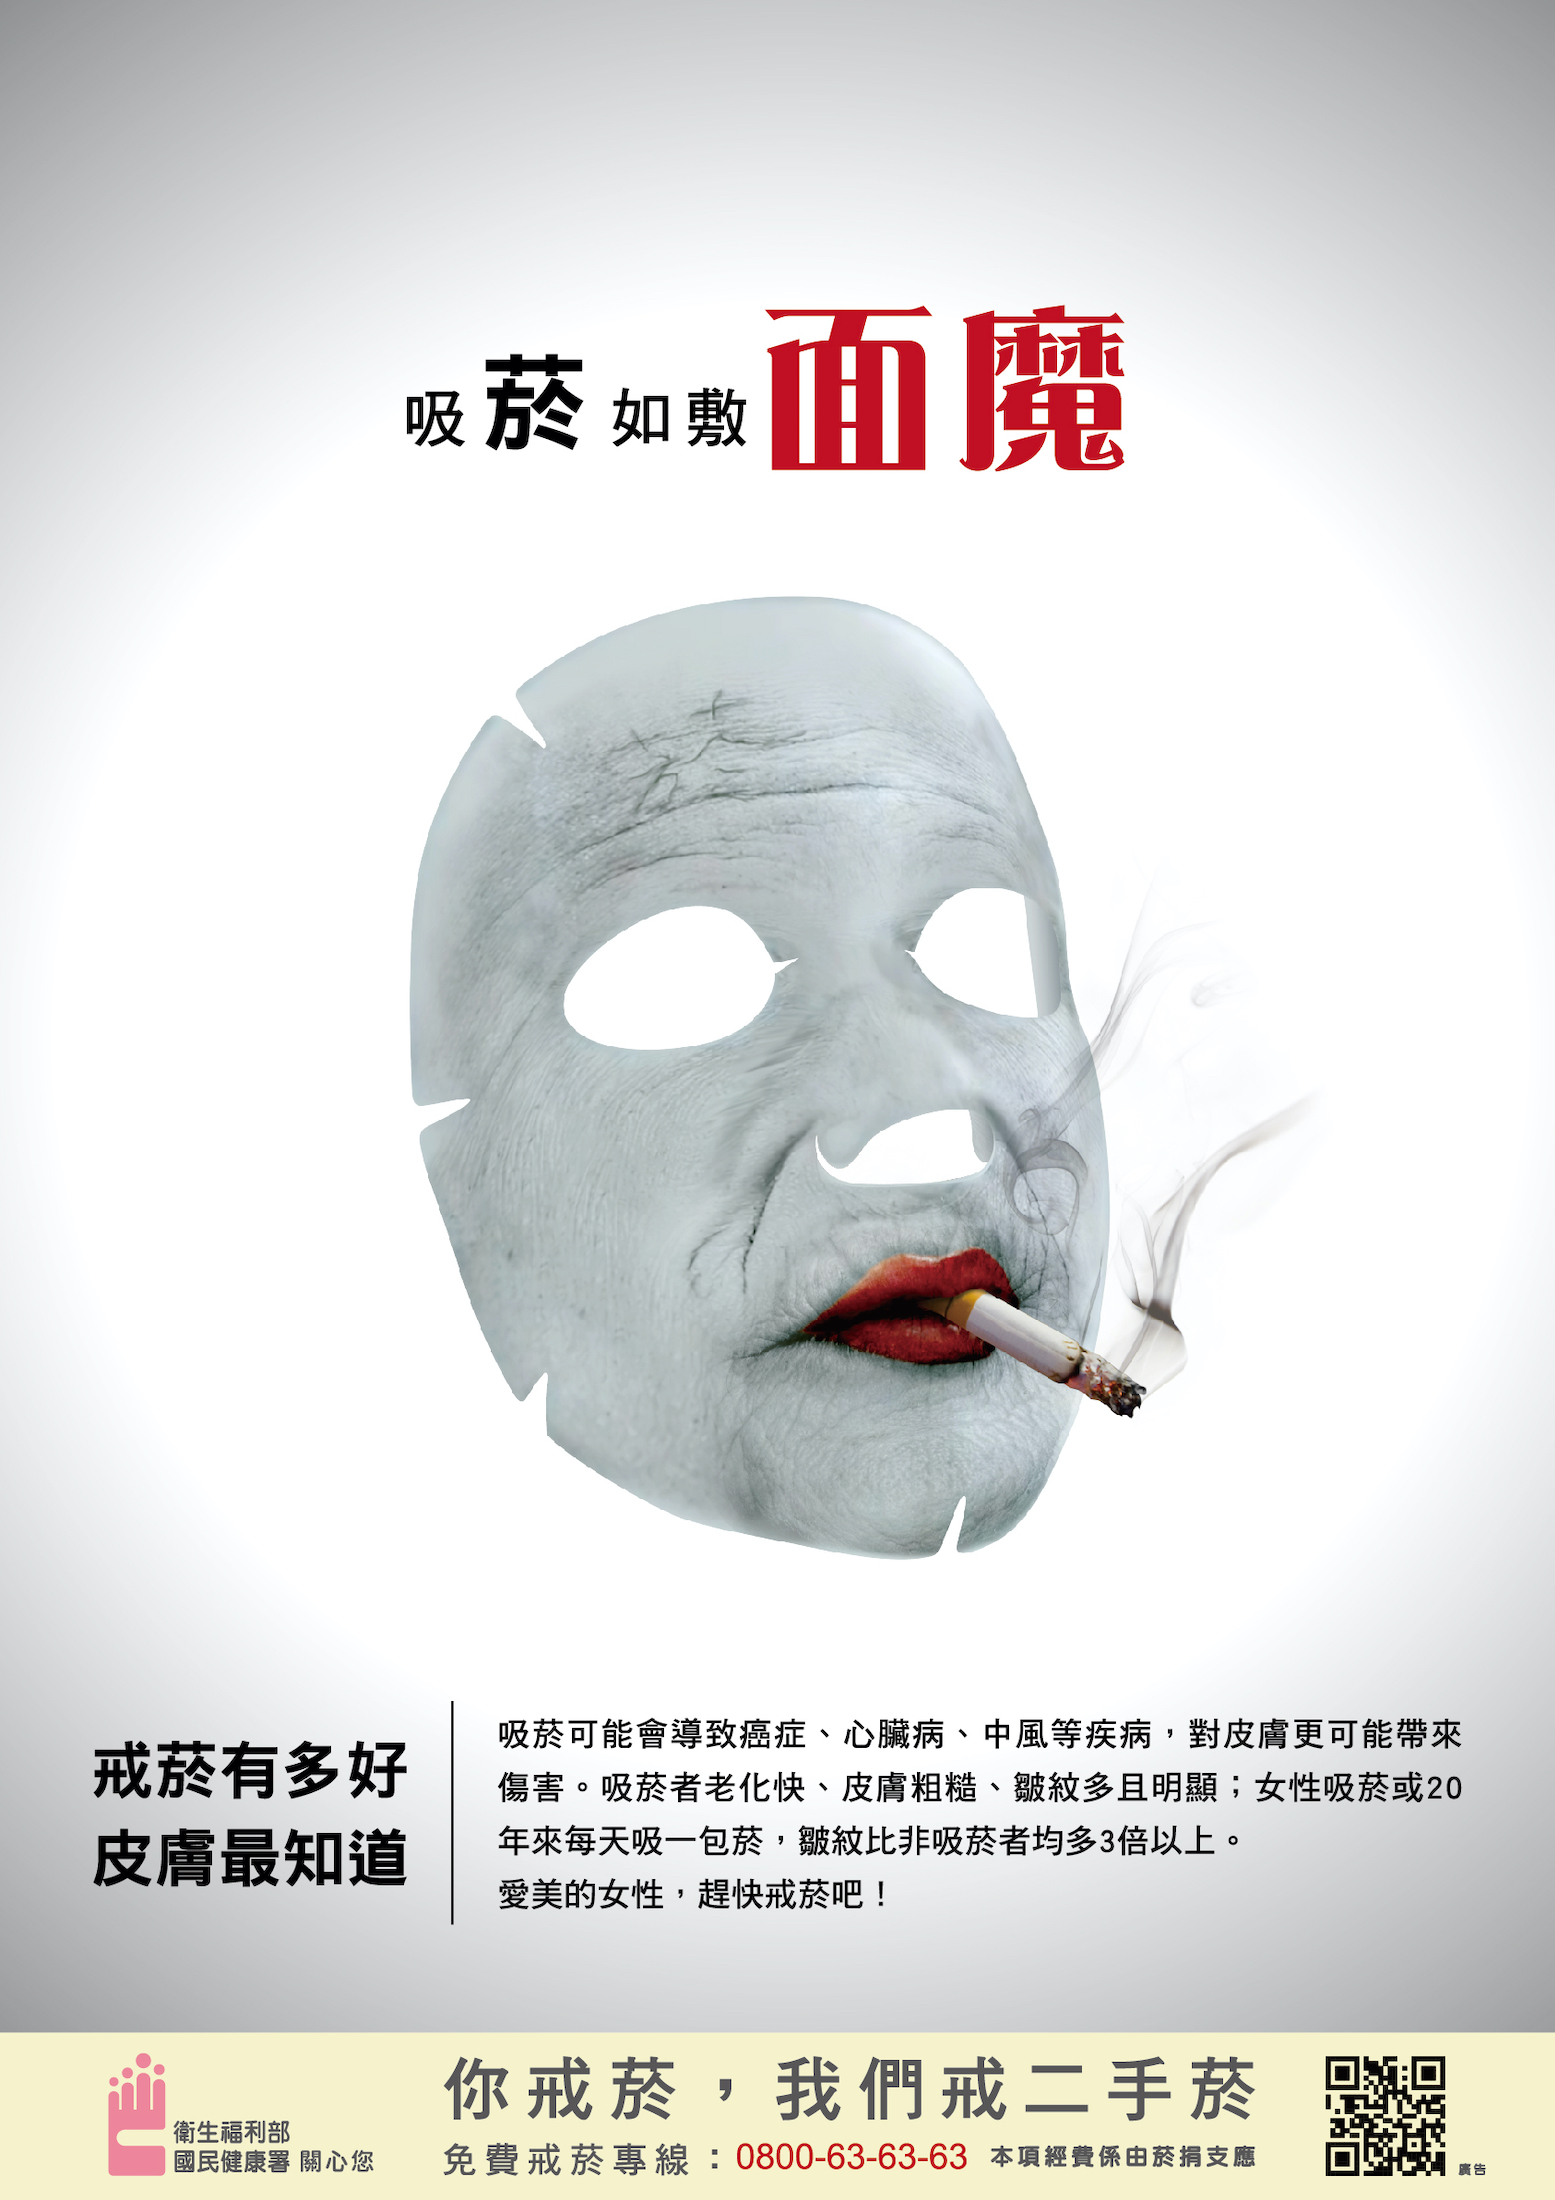 吸菸如敷面魔
戒菸有多好
皮膚最知道
吸菸可能會導致癌症、心臟病、中風等疾病，對皮膚更可能帶來
傷害。吸菸者老化快、皮膚粗糙、皺紋多且明顯；女性吸菸或20
年來每天吸一包菸，皺紋比非吸菸者均多3倍以上。
愛美的女性，趕快戒菸吧！
衛生福利部
國民健康署 關心您
你戒菸，我們戒二手菸
免費戒菸專線：0800-63-63-63 本項經費係由菸捐支應
廣告